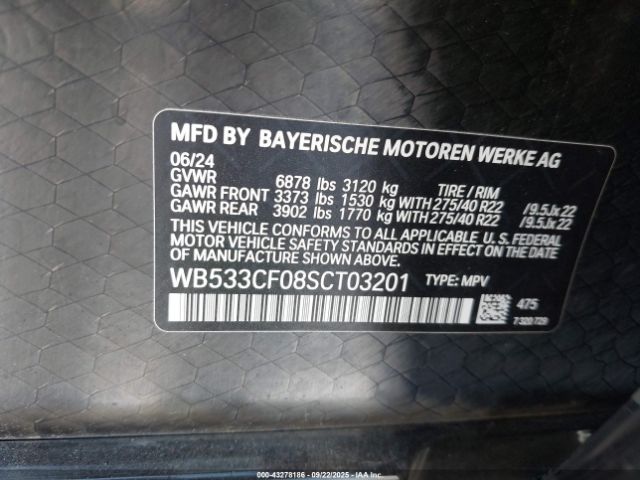 MFD BY BAYERISCHE MOTOREN WERKE AG
06/24
GVWR 6878 lbs 3120 kg TIRE / RIM
GAWR FRONT 3373 lbs 1530 kg WITH 275/40 R22 /9.5Jx22
GAWR REAR 3902 lbs 1770 kg WITH 275/40 R22 /9.5Jx22
THIS VEHICLE CONFORMS TO ALL APPLICABLE U. S. FEDERAL
MOTOR VEHICLE SAFETY STANDARDS IN EFFECT ON THE DATE
OF MANUFACTURE SHOWN ABOVE.
WB533CF08SCT03201 TYPE: MPV
475
7 320 729
000-43278186 - 09/22/2025 - IAA Inc.